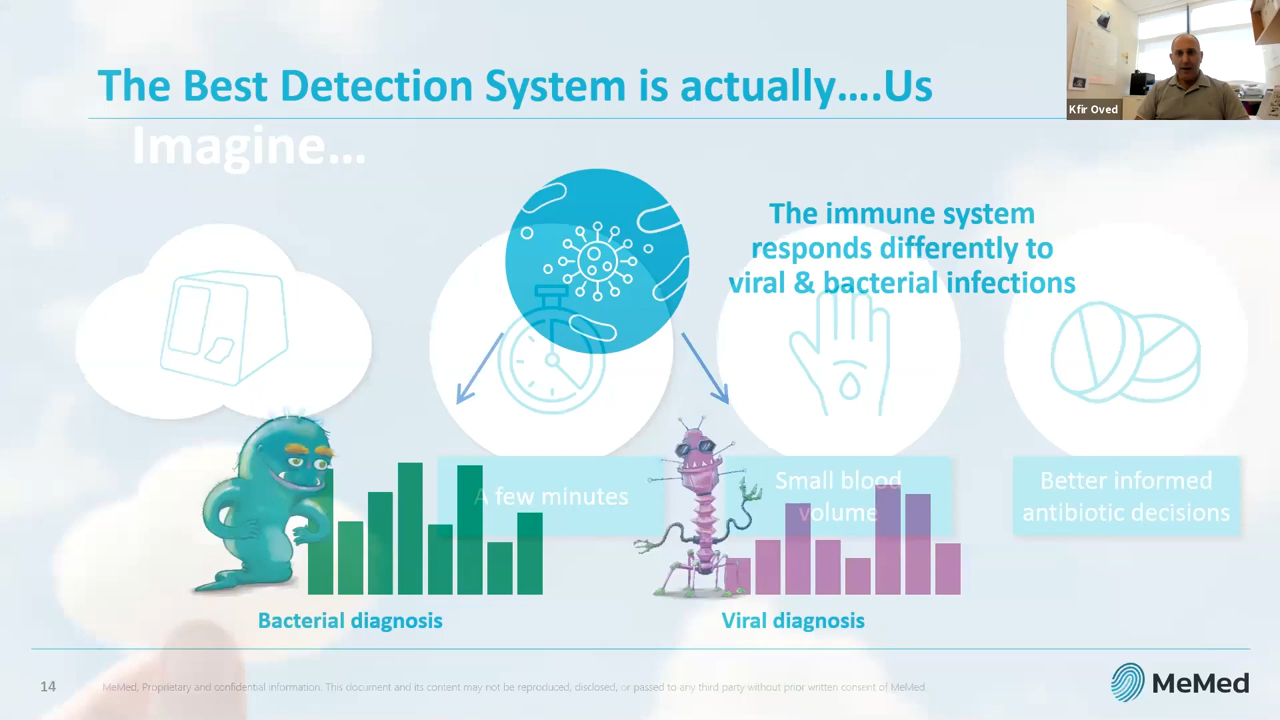 The Best Detection System is actually....Us
Kfir Oved
Imagine...
The immune system
responds differently to
viral & bacterial infections
A few minutes
Small blood
volume
Better informed
antibiotic decisions
Bacterial diagnosis
Viral diagnosis
14
MeMed, Proprietary and confidential information. This document and its content may not be reproduced, disclosed, or passed to any third party without prior written consent of MeMed.
MeMed